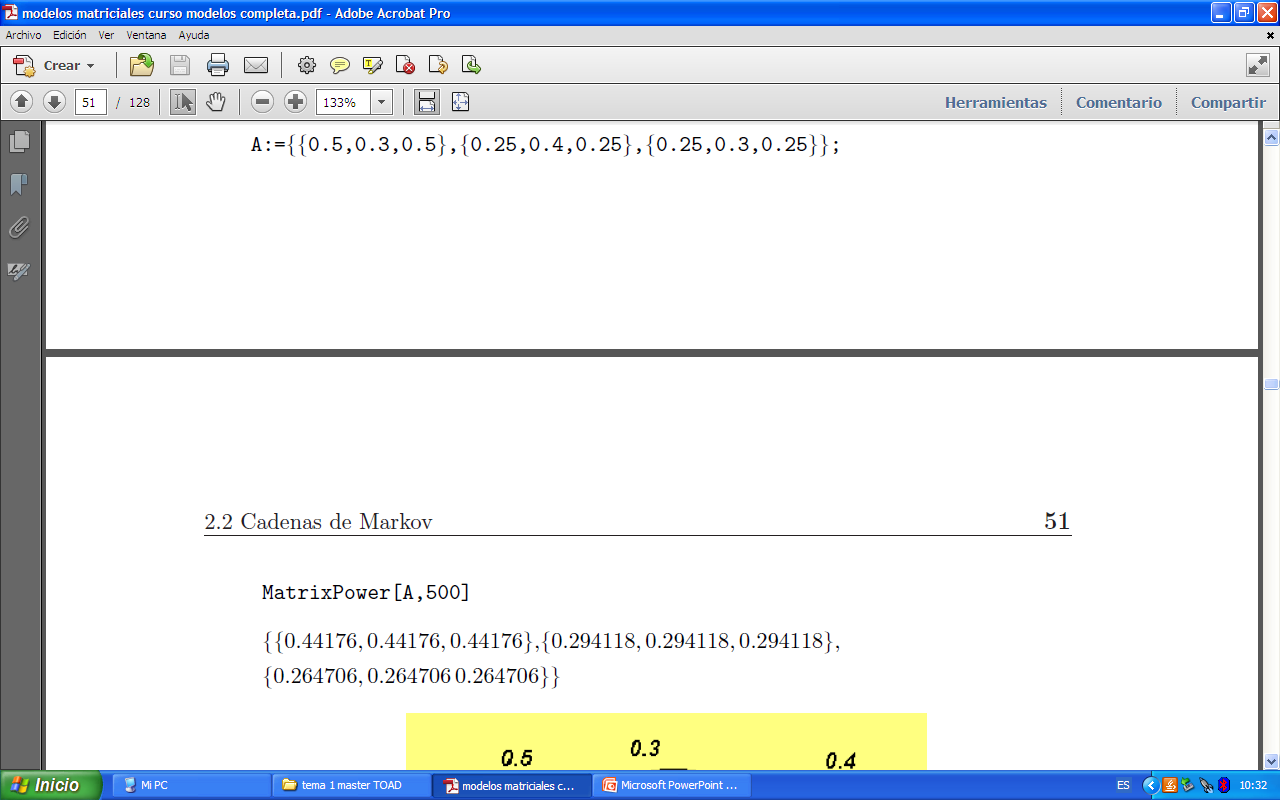 modelos matriciales curso modelos completa.pdf - Adobe Acrobat Pro
Archivo Edición Ver Ventana Ayuda
Crear
51 / 128 133% Herramientas Comentario Compartir
A:={{0.5,0.3,0.5},{0.25,0.4,0.25},{0.25,0.3,0.25}};
2.2 Cadenas de Markov 51
MatrixPower[A,500]
{{0.44176, 0.44176, 0.44176},{0.294118, 0.294118, 0.294118},
{0.264706, 0.264706 0.264706}}
0.5 0.3 0.4
Inicio Mi PC tema 1 master TOAD modelos matriciales c... Microsoft PowerPoint ... ES 10:32